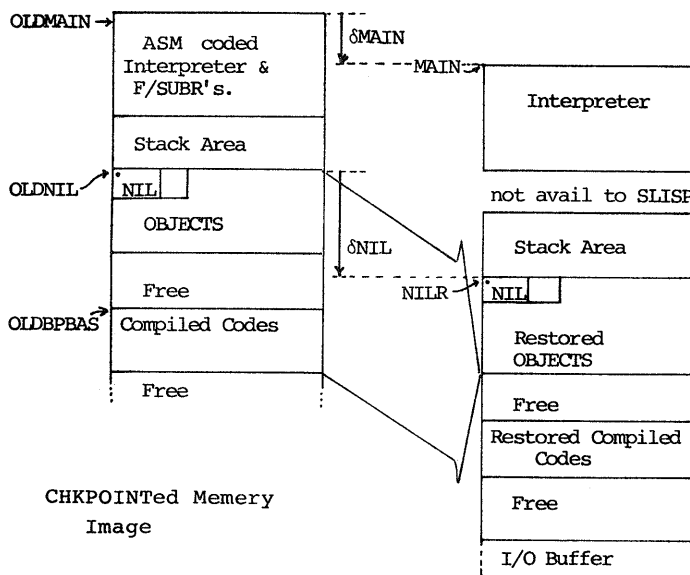 OLDMAIN
ASM coded
Interpreter &
F/SUBR's.
Stack Area
OLDNIL
NIL
OBJECTS
Free
OLDBPBAS
Compiled Codes
Free
CHKPOINTed Memery
Image
δMAIN
MAIN
Interpreter
not avail to SLISP
δNIL
Stack Area
NILR
NIL
Restored
OBJECTS
Free
Restored Compiled
Codes
Free
I/O Buffer